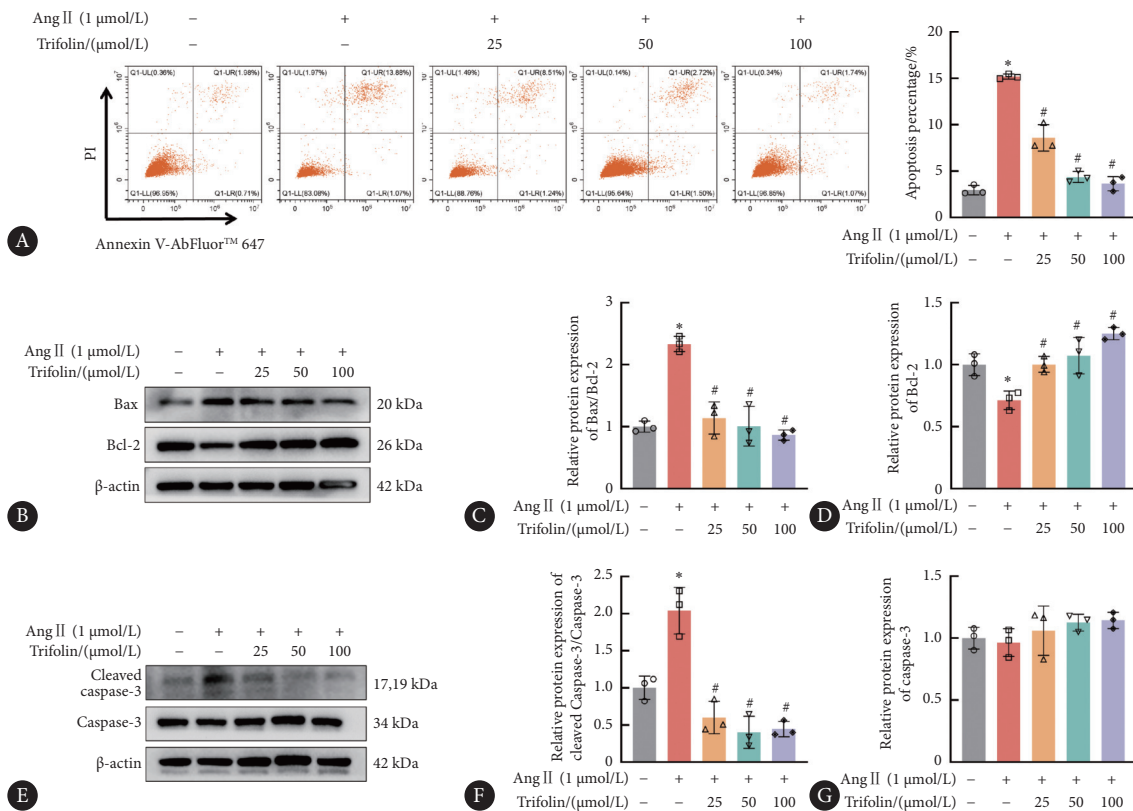 Ang Ⅱ (1 μmol/L) − + + + +
Trifolin/(μmol/L) − − 25 50 100
Q1-UL(0.36%) Q1-UR(1.98%)
Q1-LL(96.95%) Q1-LR(0.71%)
Q1-UL(1.97%) Q1-UR(13.88%)
Q1-LL(83.08%) Q1-LR(1.07%)
Q1-UL(1.49%) Q1-UR(8.51%)
Q1-LL(88.76%) Q1-LR(1.24%)
Q1-UL(0.14%) Q1-UR(2.72%)
Q1-LL(95.64%) Q1-LR(1.50%)
Q1-UL(0.34%) Q1-UR(1.74%)
Q1-LL(96.85%) Q1-LR(1.07%)
PI
Annexin V-AbFluor™ 647
A
Apoptosis percentage/%
20
15
10
5
0
* # # #
Ang Ⅱ (1 μmol/L) − + + + +
Trifolin/(μmol/L) − − 25 50 100
Ang Ⅱ (1 μmol/L) − + + + +
Trifolin/(μmol/L) − − 25 50 100
Bax 20 kDa
Bcl-2 26 kDa
β-actin 42 kDa
B
Relative protein expression
of Bax/Bcl-2
3
2
1
0
* # # #
Ang Ⅱ (1 μmol/L) − + + + +
Trifolin/(μmol/L) − − 25 50 100
C
Relative protein expression
of Bcl-2
1.5
1.0
0.5
0
* # # #
Ang Ⅱ (1 μmol/L) − + + + +
Trifolin/(μmol/L) − − 25 50 100
D
Ang Ⅱ (1 μmol/L) − + + + +
Trifolin/(μmol/L) − − 25 50 100
Cleaved
caspase-3 17,19 kDa
Caspase-3 34 kDa
β-actin 42 kDa
E
Relative protein expression of
cleaved Caspase-3/Caspase-3
2.5
2.0
1.5
1.0
0.5
0
* # # #
Ang Ⅱ (1 μmol/L) − + + + +
Trifolin/(μmol/L) − − 25 50 100
F
Relative protein expression
of caspase-3
1.5
1.0
1.0
0
Ang Ⅱ (1 μmol/L) − + + + +
Trifolin/(μmol/L) − − 25 50 100
G